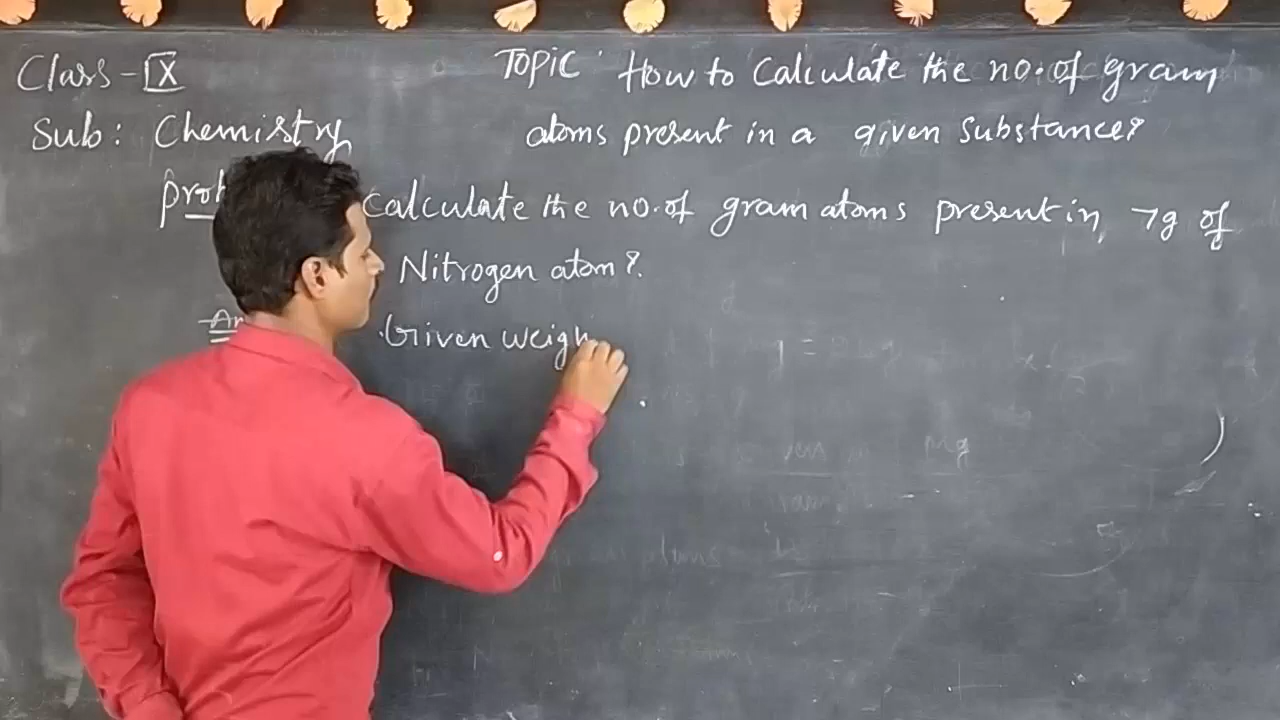 Class - IX
TOPIC : How to calculate the no. of gram
Sub : Chemistry
atoms present in a given substance?
calculate the no. of gram atoms present in 7g of
Nitrogen atom?
Given weigh